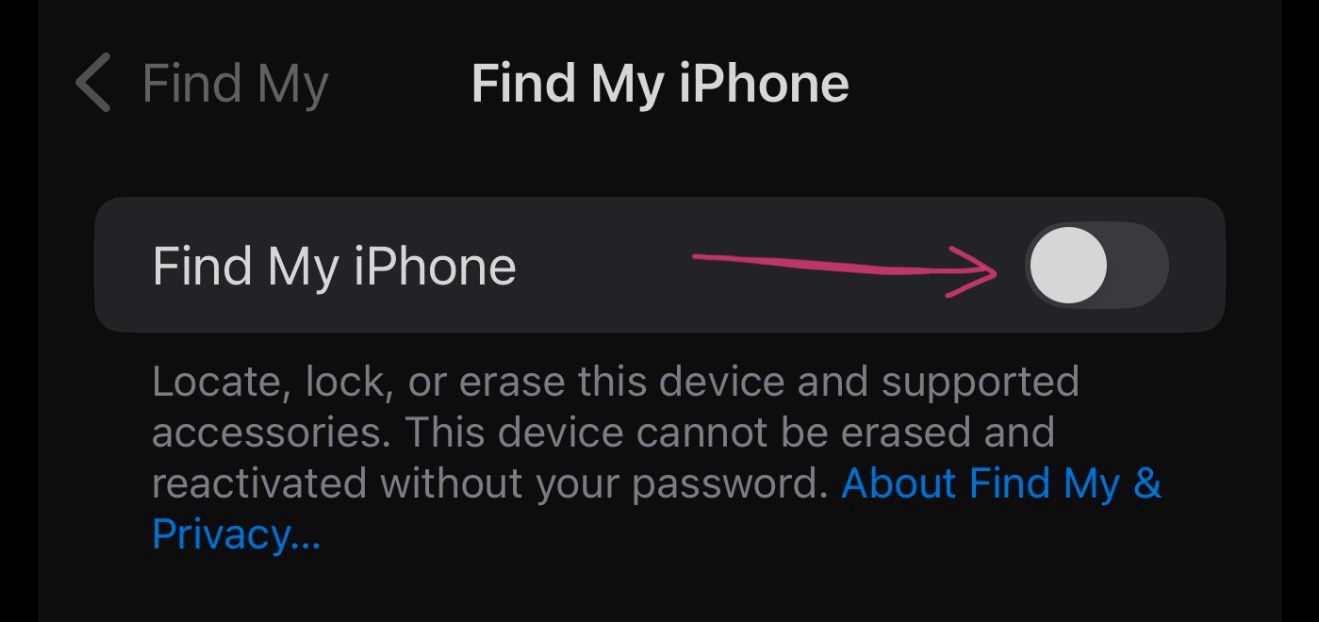 Find My
Find My iPhone
Find My iPhone
Locate, lock, or erase this device and supported
accessories. This device cannot be erased and
reactivated without your password. About Find My &
Privacy...